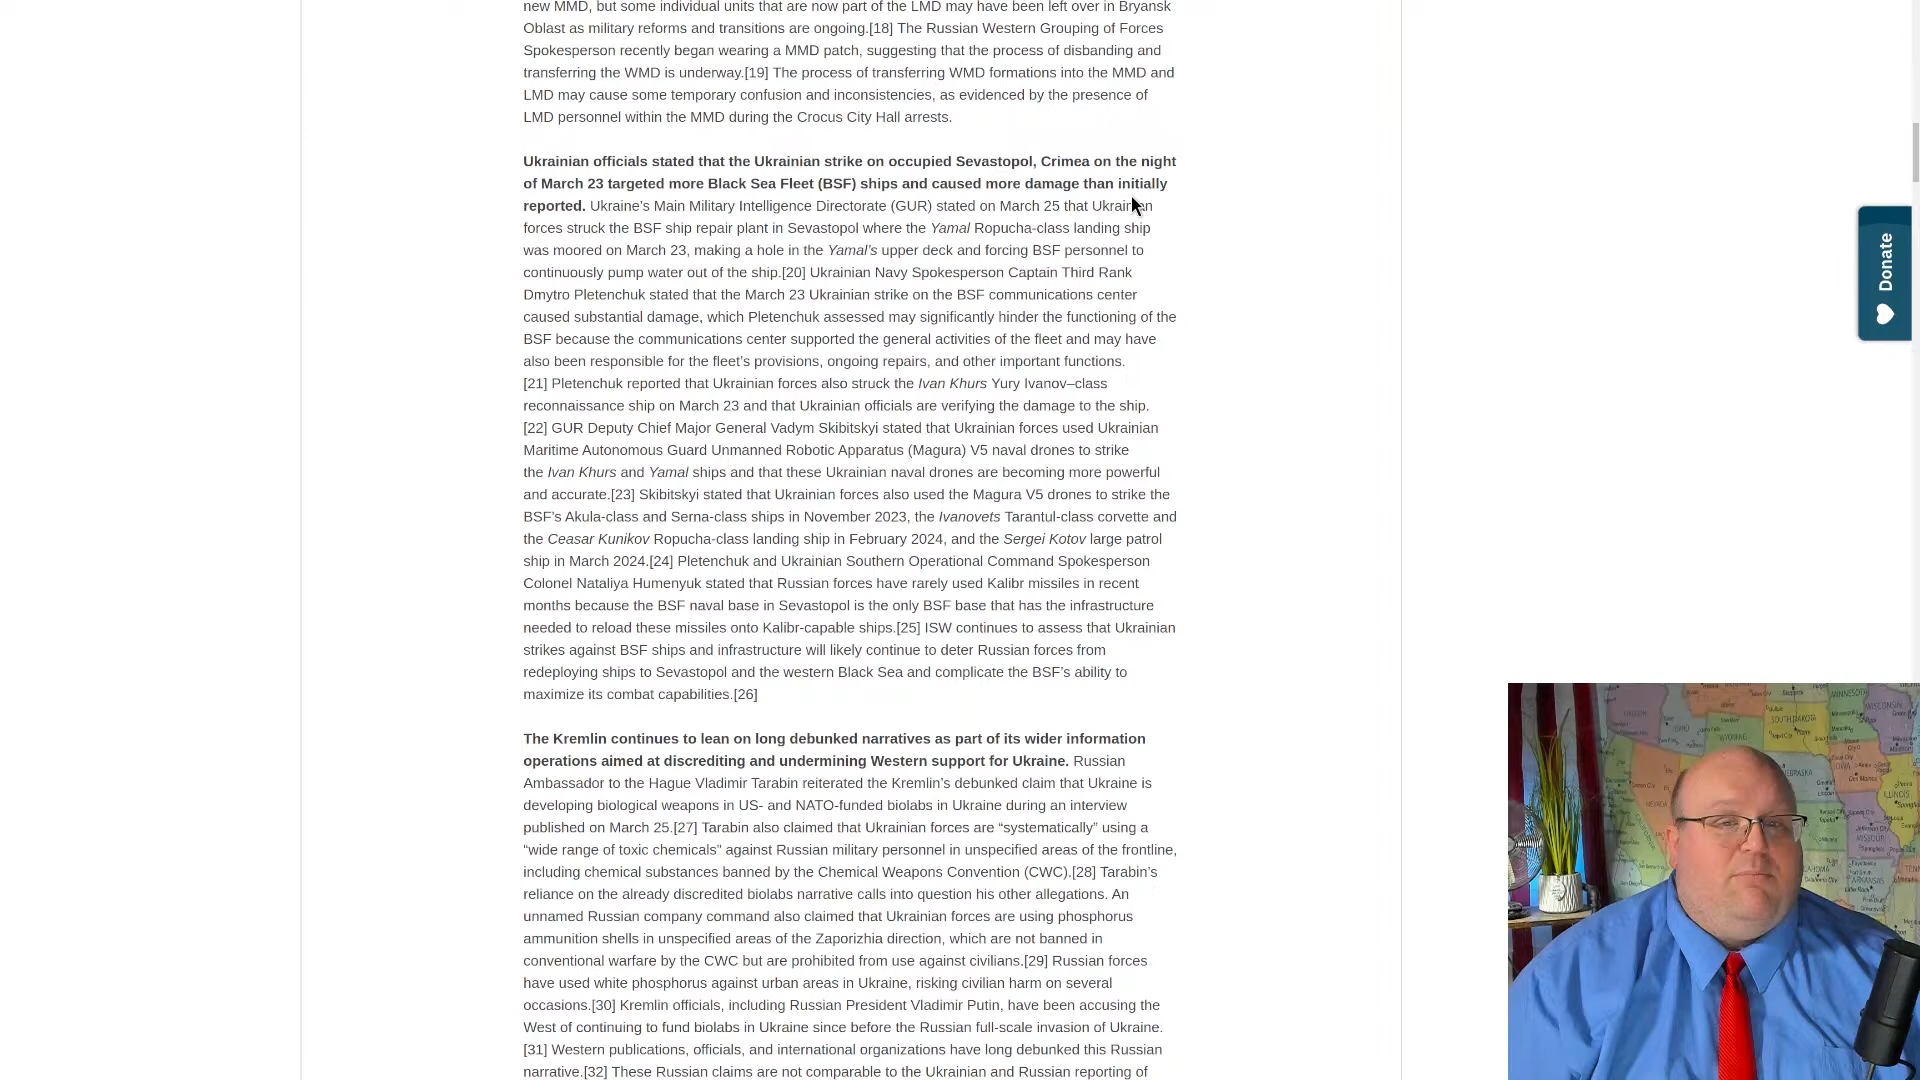 new MMD, but some individual units that are now part of the LMD may have been left over in Bryansk
Oblast as military reforms and transitions are ongoing.[18] The Russian Western Grouping of Forces
Spokesperson recently began wearing a MMD patch, suggesting that the process of disbanding and
transferring the WMD is underway.[19] The process of transferring WMD formations into the MMD and
LMD may cause some temporary confusion and inconsistencies, as evidenced by the presence of
LMD personnel within the MMD during the Crocus City Hall arrests.
Ukrainian officials stated that the Ukrainian strike on occupied Sevastopol, Crimea on the night
of March 23 targeted more Black Sea Fleet (BSF) ships and caused more damage than initially
reported. Ukraine’s Main Military Intelligence Directorate (GUR) stated on March 25 that Ukrainian
forces struck the BSF ship repair plant in Sevastopol where the Yamal Ropucha-class landing ship
was moored on March 23, making a hole in the Yamal’s upper deck and forcing BSF personnel to
continuously pump water out of the ship.[20] Ukrainian Navy Spokesperson Captain Third Rank
Dmytro Pletenchuk stated that the March 23 Ukrainian strike on the BSF communications center
caused substantial damage, which Pletenchuk assessed may significantly hinder the functioning of the
BSF because the communications center supported the general activities of the fleet and may have
also been responsible for the fleet’s provisions, ongoing repairs, and other important functions.
[21] Pletenchuk reported that Ukrainian forces also struck the Ivan Khurs Yury Ivanov–class
reconnaissance ship on March 23 and that Ukrainian officials are verifying the damage to the ship.
[22] GUR Deputy Chief Major General Vadym Skibitskyi stated that Ukrainian forces used Ukrainian
Maritime Autonomous Guard Unmanned Robotic Apparatus (Magura) V5 naval drones to strike
the Ivan Khurs and Yamal ships and that these Ukrainian naval drones are becoming more powerful
and accurate.[23] Skibitskyi stated that Ukrainian forces also used the Magura V5 drones to strike the
BSF’s Akula-class and Serna-class ships in November 2023, the Ivanovets Tarantul-class corvette and
the Ceasar Kunikov Ropucha-class landing ship in February 2024, and the Sergei Kotov large patrol
ship in March 2024.[24] Pletenchuk and Ukrainian Southern Operational Command Spokesperson
Colonel Nataliya Humenyuk stated that Russian forces have rarely used Kalibr missiles in recent
months because the BSF naval base in Sevastopol is the only BSF base that has the infrastructure
needed to reload these missiles onto Kalibr-capable ships.[25] ISW continues to assess that Ukrainian
strikes against BSF ships and infrastructure will likely continue to deter Russian forces from
redeploying ships to Sevastopol and the western Black Sea and complicate the BSF’s ability to
maximize its combat capabilities.[26]
The Kremlin continues to lean on long debunked narratives as part of its wider information
operations aimed at discrediting and undermining Western support for Ukraine. Russian
Ambassador to the Hague Vladimir Tarabin reiterated the Kremlin’s debunked claim that Ukraine is
developing biological weapons in US- and NATO-funded biolabs in Ukraine during an interview
published on March 25.[27] Tarabin also claimed that Ukrainian forces are “systematically” using a
“wide range of toxic chemicals” against Russian military personnel in unspecified areas of the frontline,
including chemical substances banned by the Chemical Weapons Convention (CWC).[28] Tarabin’s
reliance on the already discredited biolabs narrative calls into question his other allegations. An
unnamed Russian company command also claimed that Ukrainian forces are using phosphorus
ammunition shells in unspecified areas of the Zaporizhia direction, which are not banned in
conventional warfare by the CWC but are prohibited from use against civilians.[29] Russian forces
have used white phosphorus against urban areas in Ukraine, risking civilian harm on several
occasions.[30] Kremlin officials, including Russian President Vladimir Putin, have been accusing the
West of continuing to fund biolabs in Ukraine since before the Russian full-scale invasion of Ukraine.
[31] Western publications, officials, and international organizations have long debunked this Russian
narrative.[32] These Russian claims are not comparable to the Ukrainian and Russian reporting of
Donate
MINNESOTA
WISCONSIN
SOUTH DAKOTA
WYOMING
ILLINOIS